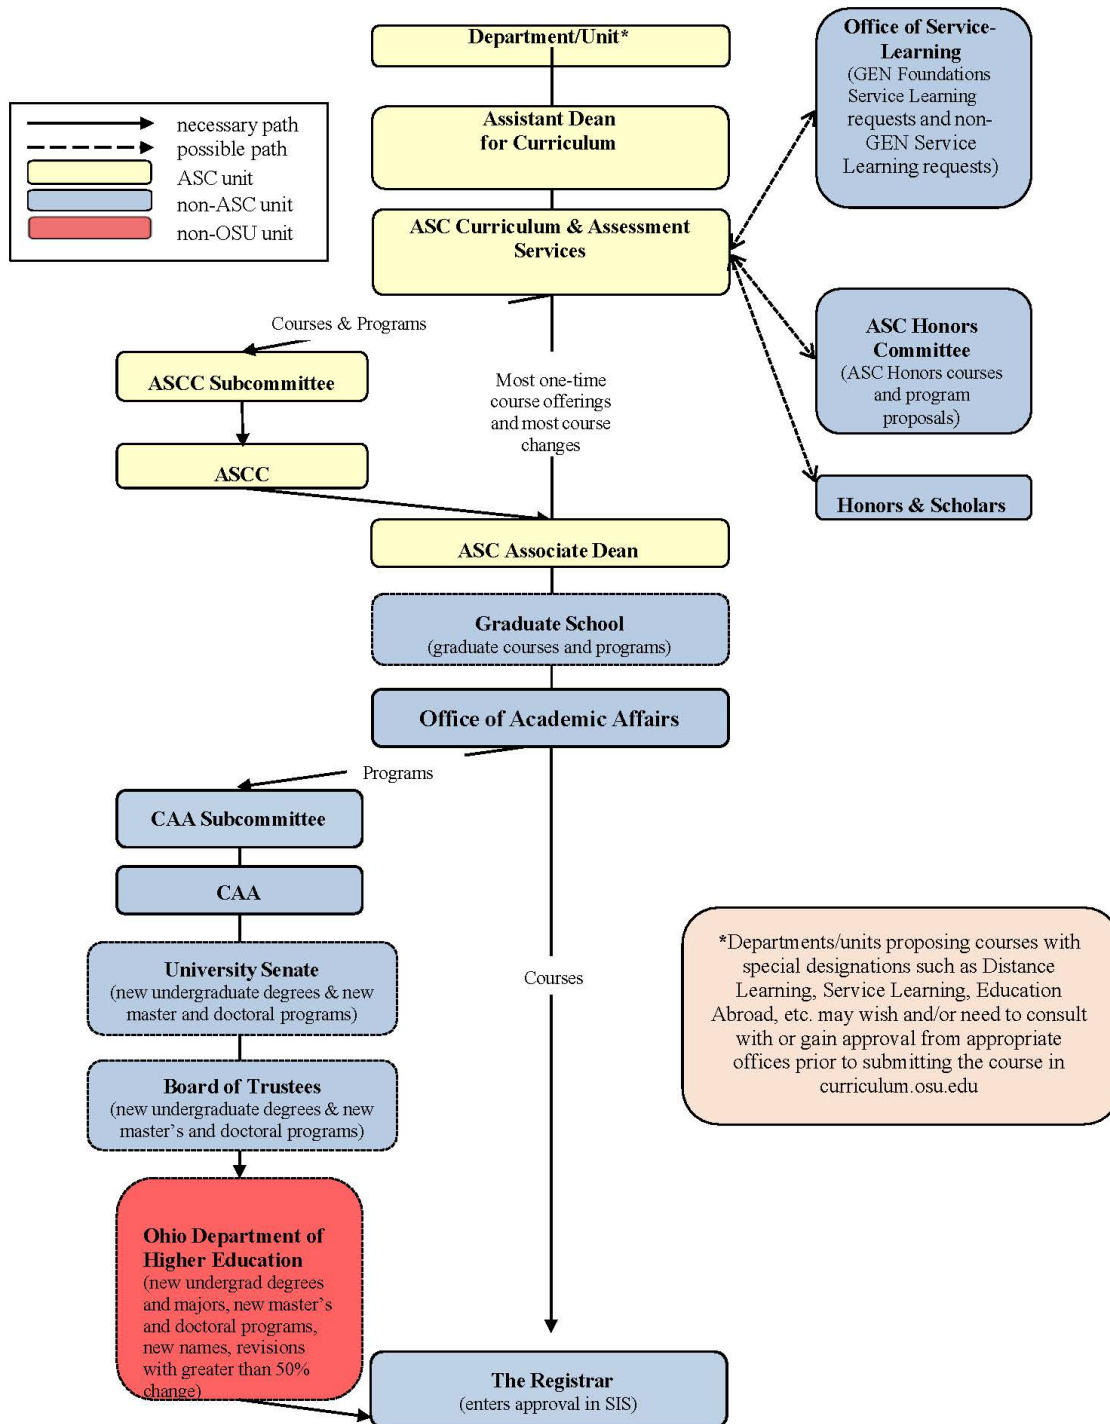 Department/Unit*
Office of Service-
Learning
(GEN Foundations
Service Learning
requests and non-
GEN Service
Learning requests)
necessary path
possible path
ASC unit
non-ASC unit
non-OSU unit
Assistant Dean
for Curriculum
ASC Curriculum & Assessment
Services
Courses & Programs
ASCC Subcommittee
ASCC
Most one-time
course offerings
and most course
changes
ASC Honors
Committee
(ASC Honors courses
and program
proposals)
Honors & Scholars
ASC Associate Dean
Graduate School
(graduate courses and programs)
Office of Academic Affairs
Programs
CAA Subcommittee
CAA
University Senate
(new undergraduate degrees & new
master and doctoral programs)
Board of Trustees
(new undergraduate degrees & new
master's and doctoral programs)
Courses
*Departments/units proposing courses with
special designations such as Distance
Learning, Service Learning, Education
Abroad, etc. may wish and/or need to consult
with or gain approval from appropriate
offices prior to submitting the course in
curriculum.osu.edu
Ohio Department of
Higher Education
(new undergrad degrees
and majors, new master's
and doctoral programs,
new names, revisions
with greater than 50%
change)
The Registrar
(enters approval in SIS)